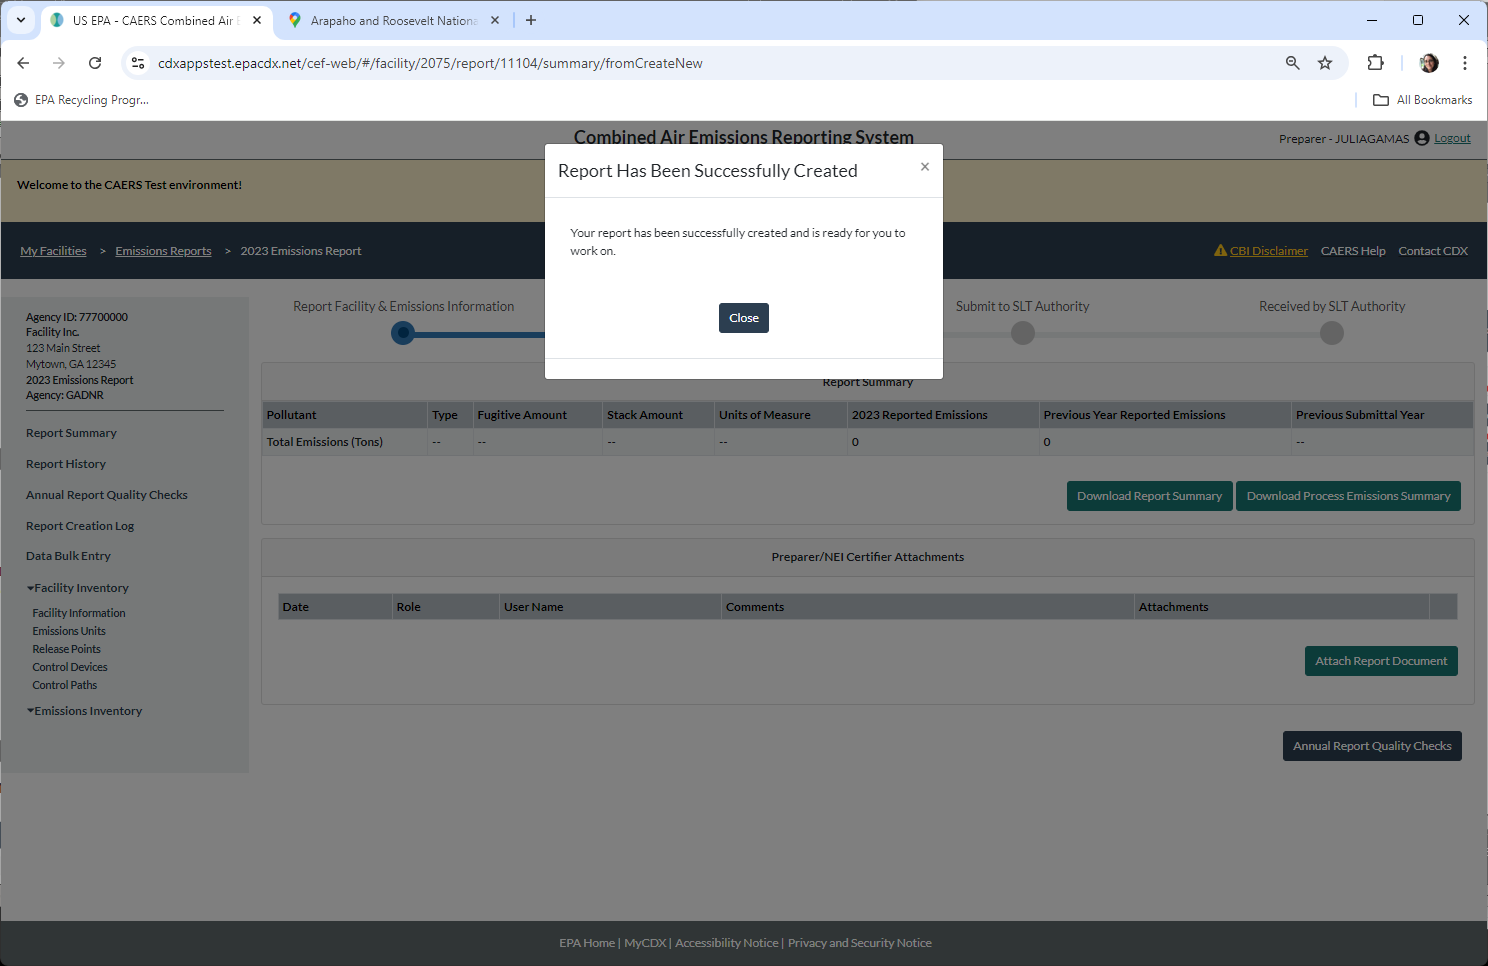 US EPA - CAERS Combined Air E
Arapaho and Roosevelt Nationa
cdxappstest.epacdx.net/cef-web/#/facility/2075/report/11104/summary/fromCreateNew
EPA Recycling Progr...
All Bookmarks
Combined Air Emissions Reporting System
Preparer - JULIAGAMAS Logout
Welcome to the CAERS Test environment!
Report Has Been Successfully Created ×
Your report has been successfully created and is ready for you to
work on.
Close
My Facilities > Emissions Reports > 2023 Emissions Report
CBI Disclaimer CAERS Help Contact CDX
Agency ID: 77700000
Facility Inc.
123 Main Street
Mytown, GA 12345
2023 Emissions Report
Agency: GADNR
Report Summary
Report History
Annual Report Quality Checks
Report Creation Log
Data Bulk Entry
Facility Inventory
Facility Information
Emissions Units
Release Points
Control Devices
Control Paths
Emissions Inventory
Report Facility & Emissions Information
Submit to SLT Authority
Received by SLT Authority
Report Summary
Pollutant Type Fugitive Amount Stack Amount Units of Measure 2023 Reported Emissions Previous Year Reported Emissions Previous Submittal Year
Total Emissions (Tons) -- -- -- -- 0 0 --
Download Report Summary Download Process Emissions Summary
Preparer/NEI Certifier Attachments
Date Role User Name Comments Attachments
Attach Report Document
Annual Report Quality Checks
EPA Home | MyCDX | Accessibility Notice | Privacy and Security Notice